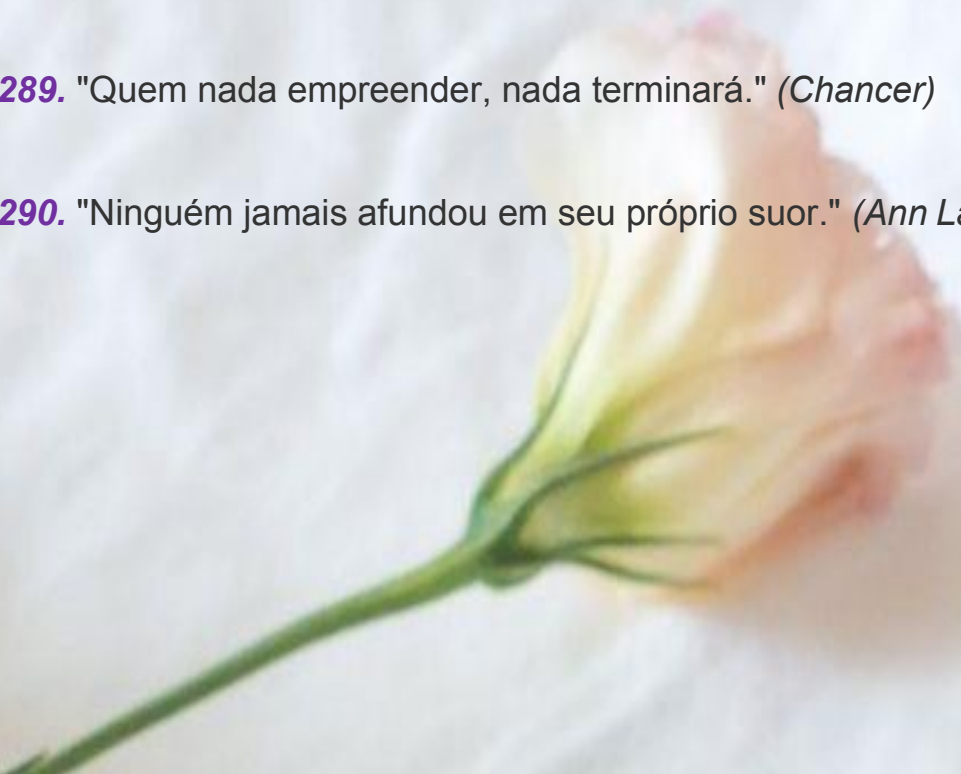 289. "Quem nada empreender, nada terminará." (Chancer)
290. "Ninguém jamais afundou em seu próprio suor." (Ann